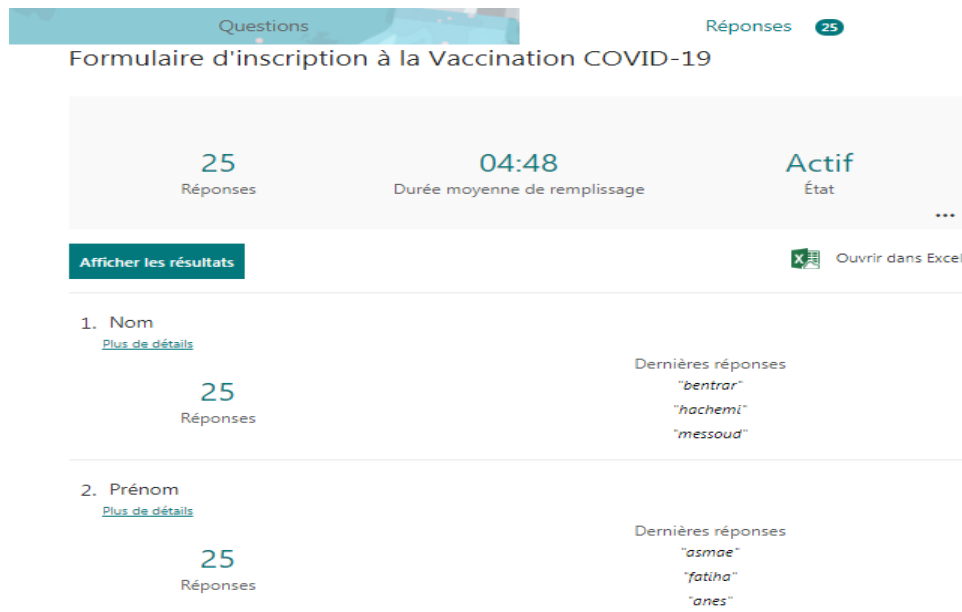 Questions
Réponses 25
Formulaire d'inscription à la Vaccination COVID-19
25
Réponses
04:48
Durée moyenne de remplissage
Actif
État
...
Afficher les résultats
Ouvrir dans Excel
1. Nom
Plus de détails
25
Réponses
Dernières réponses
"bentrar"
"hachemi"
"messoud"
2. Prénom
Plus de détails
25
Réponses
Dernières réponses
"asmae"
"fatiha"
"anes"